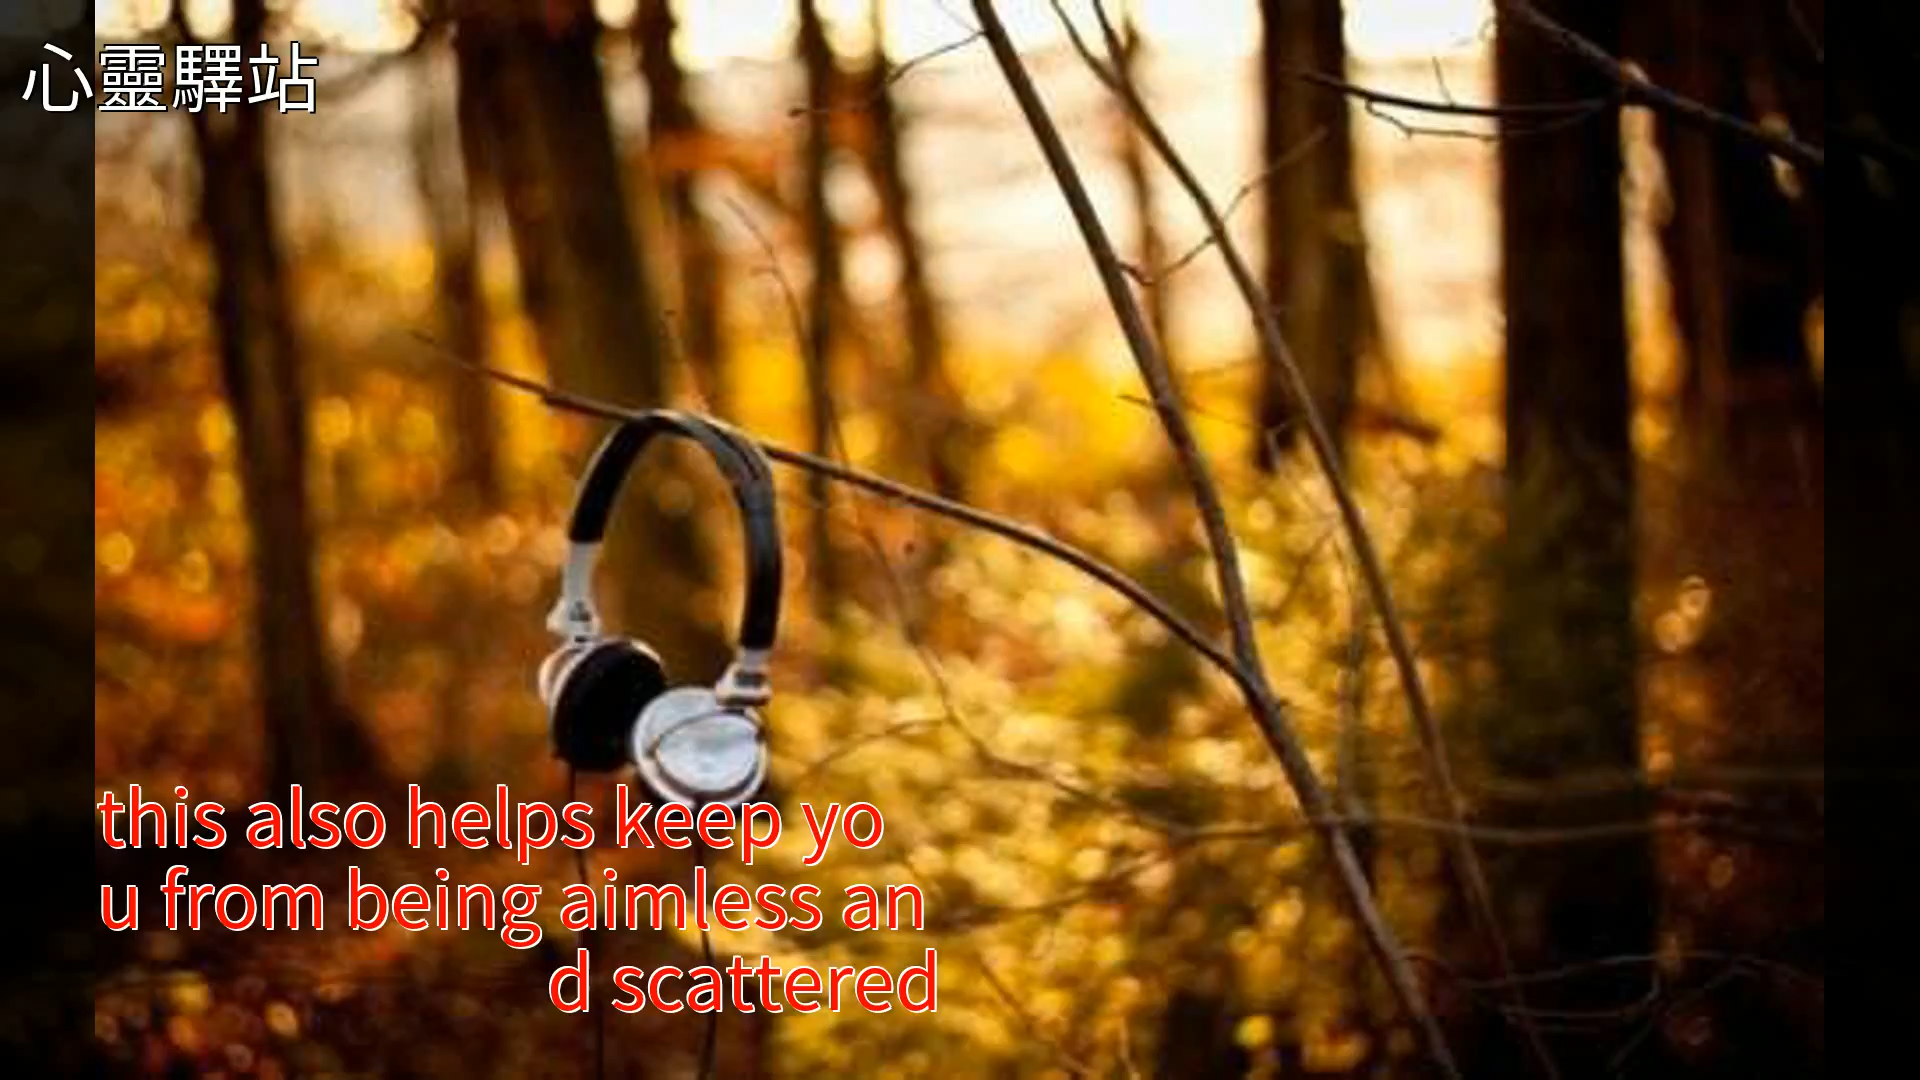 心靈驛站
this also helps keep yo
u from being aimless an
d scattered